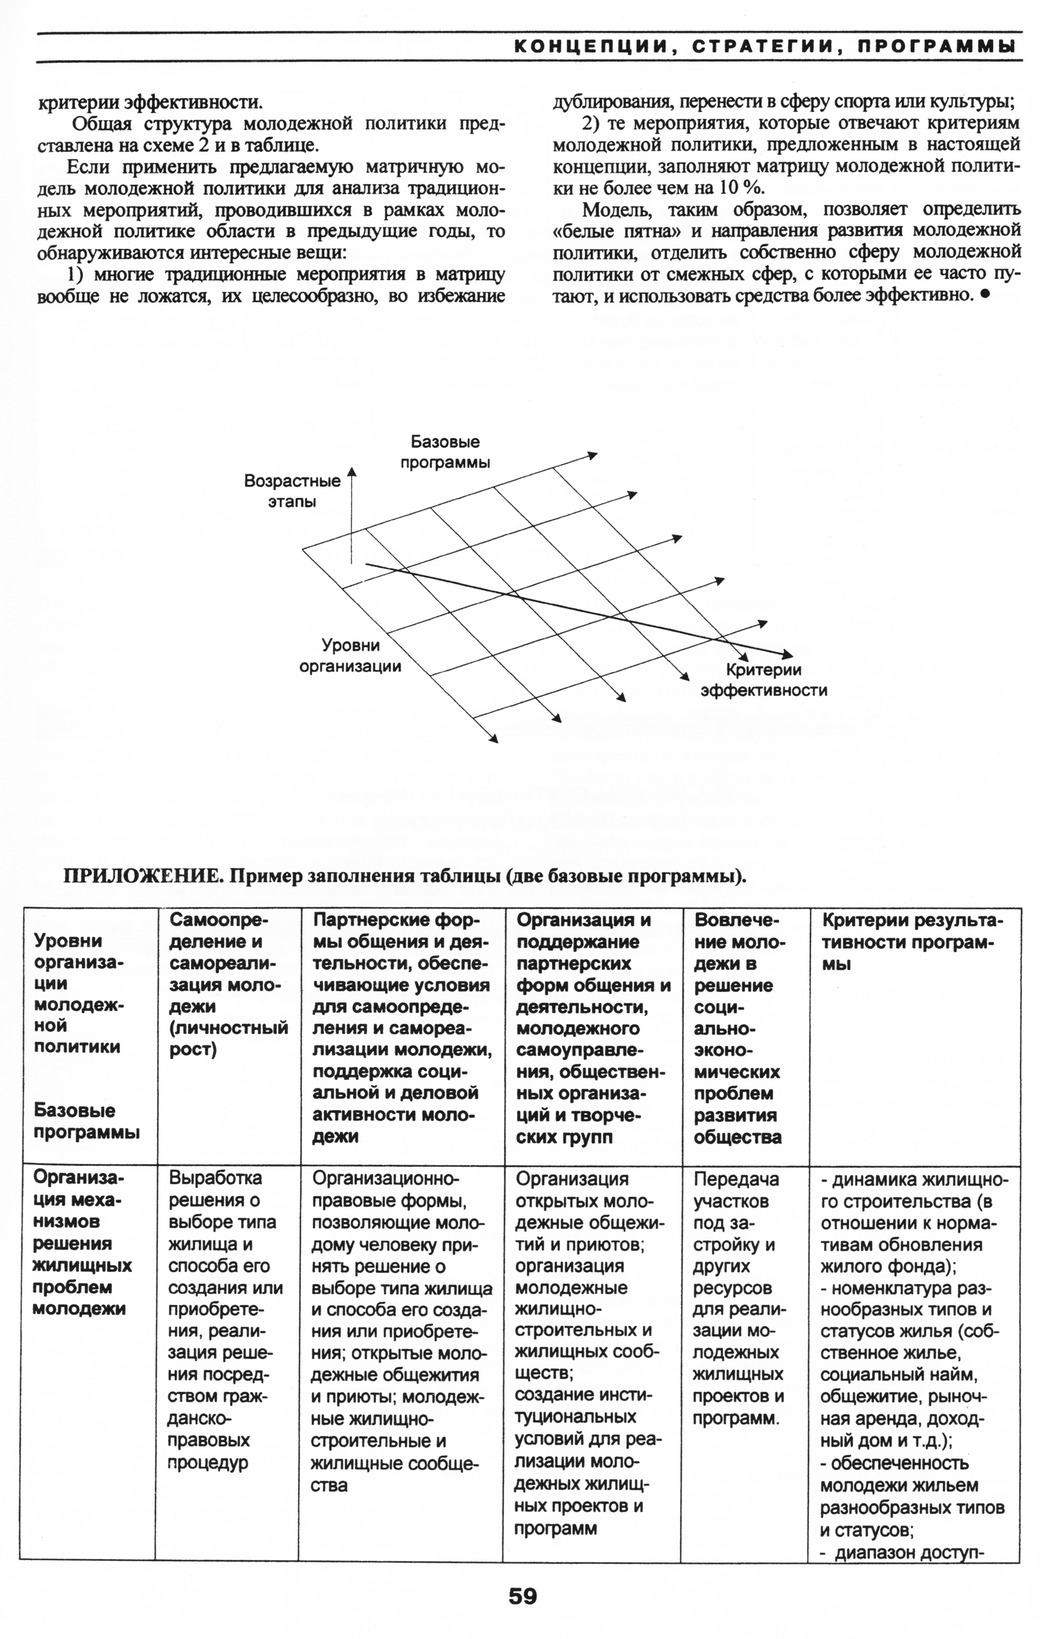 КОНЦЕПЦИИ, СТРАТЕГИИ, ПРОГРАММЫ
критерии эффективности.
Общая структура молодежной политики пред-
ставлена на схеме 2 и в таблице.
Если применить предлагаемую матричную мо-
дель молодежной политики для анализа традицион-
ных мероприятий, проводившихся в рамках моло-
дежной политике области в предыдущие годы, то
обнаруживаются интересные вещи:
1) многие традиционные мероприятия в матрицу
вообще не ложатся, их целесообразно, во избежание
дублирования, перенести в сферу спорта или культуры;
2) те мероприятия, которые отвечают критериям
молодежной политики, предложенным в настоящей
концепции, заполняют матрицу молодежной полити-
ки не более чем на 10 %.
Модель, таким образом, позволяет определить
«белые пятна» и направления развития молодежной
политики, отделить собственно сферу молодежной
политики от смежных сфер, с которыми ее часто пу-
тают, и использовать средства более эффективно. ●
Базовые
программы
Возрастные
этапы
Уровни
организации
Критерии
эффективности
ПРИЛОЖЕНИЕ. Пример заполнения таблицы (две базовые программы).
Уровни
организа-
ции
молодеж-
ной
политики
Базовые
программы
Самоопре-
деление и
самореали-
зация моло-
дежи
(личностный
рост)
Партнерские фор-
мы общения и дея-
тельности, обеспе-
чивающие условия
для самоопреде-
ления и самореа-
лизации молодежи,
поддержка соци-
альной и деловой
активности моло-
дежи
Организация и
поддержание
партнерских
форм общения и
деятельности,
молодежного
самоуправле-
ния, обществен-
ных организа-
ций и творче-
ских групп
Вовлече-
ние моло-
дежи в
решение
соци-
ально-
эконо-
мических
проблем
развития
общества
Критерии результа-
тивности програм-
мы
Организа-
ция меха-
низмов
решения
жилищных
проблем
молодежи
Выработка
решения о
выборе типа
жилища и
способа его
создания или
приобрете-
ния, реали-
зация реше-
ния посред-
ством граж-
данско-
правовых
процедур
Организационно-
правовые формы,
позволяющие моло-
дому человеку при-
нять решение о
выборе типа жилища
и способа его созда-
ния или приобрете-
ния; открытые моло-
дежные общежития
и приюты; молодеж-
ные жилищно-
строительные и
жилищные сообще-
ства
Организация
открытых моло-
дежные общежи-
тий и приютов;
организация
молодежные
жилищно-
строительных и
жилищных сооб-
ществ;
создание инсти-
туциональных
условий для реа-
лизации моло-
дежных жилищ-
ных проектов и
программ
Передача
участков
под за-
стройку и
других
ресурсов
для реали-
зации мо-
лодежных
жилищных
проектов и
программ.
- динамика жилищно-
го строительства (в
отношении к норма-
тивам обновления
жилого фонда);
- номенклатура раз-
нообразных типов и
статусов жилья (соб-
ственное жилье,
социальный найм,
общежитие, рыноч-
ная аренда, доход-
ный дом и т.д.);
- обеспеченность
молодежи жильем
разнообразных типов
и статусов;
- диапазон доступ-
59